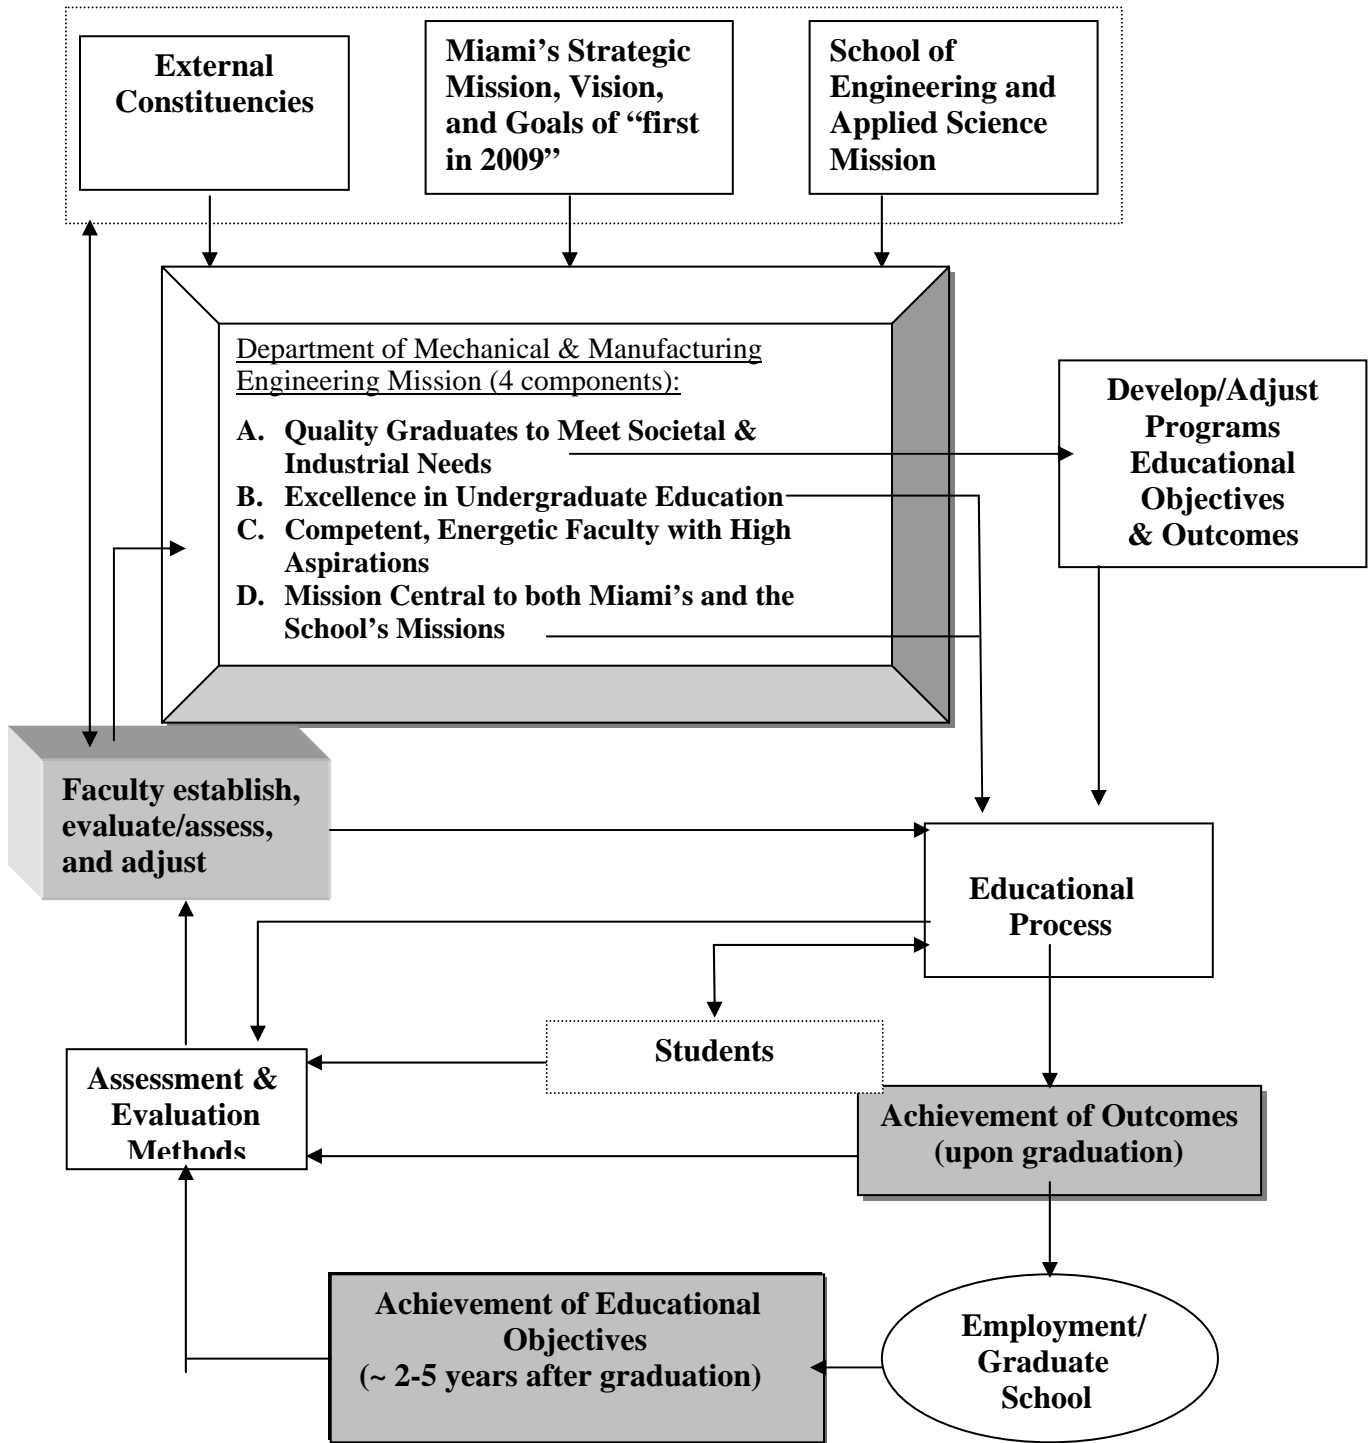 External
Constituencies
Miami’s Strategic
Mission, Vision,
and Goals of “first
in 2009”
School of
Engineering and
Applied Science
Mission
Department of Mechanical & Manufacturing
Engineering Mission (4 components):
A. Quality Graduates to Meet Societal &
Industrial Needs
B. Excellence in Undergraduate Education
C. Competent, Energetic Faculty with High
Aspirations
D. Mission Central to both Miami’s and the
School’s Missions
Develop/Adjust
Programs
Educational
Objectives
& Outcomes
Faculty establish,
evaluate/assess,
and adjust
Educational
Process
Students
Assessment &
Evaluation
Methods
Achievement of Outcomes
(upon graduation)
Achievement of Educational
Objectives
(~ 2-5 years after graduation)
Employment/
Graduate
School